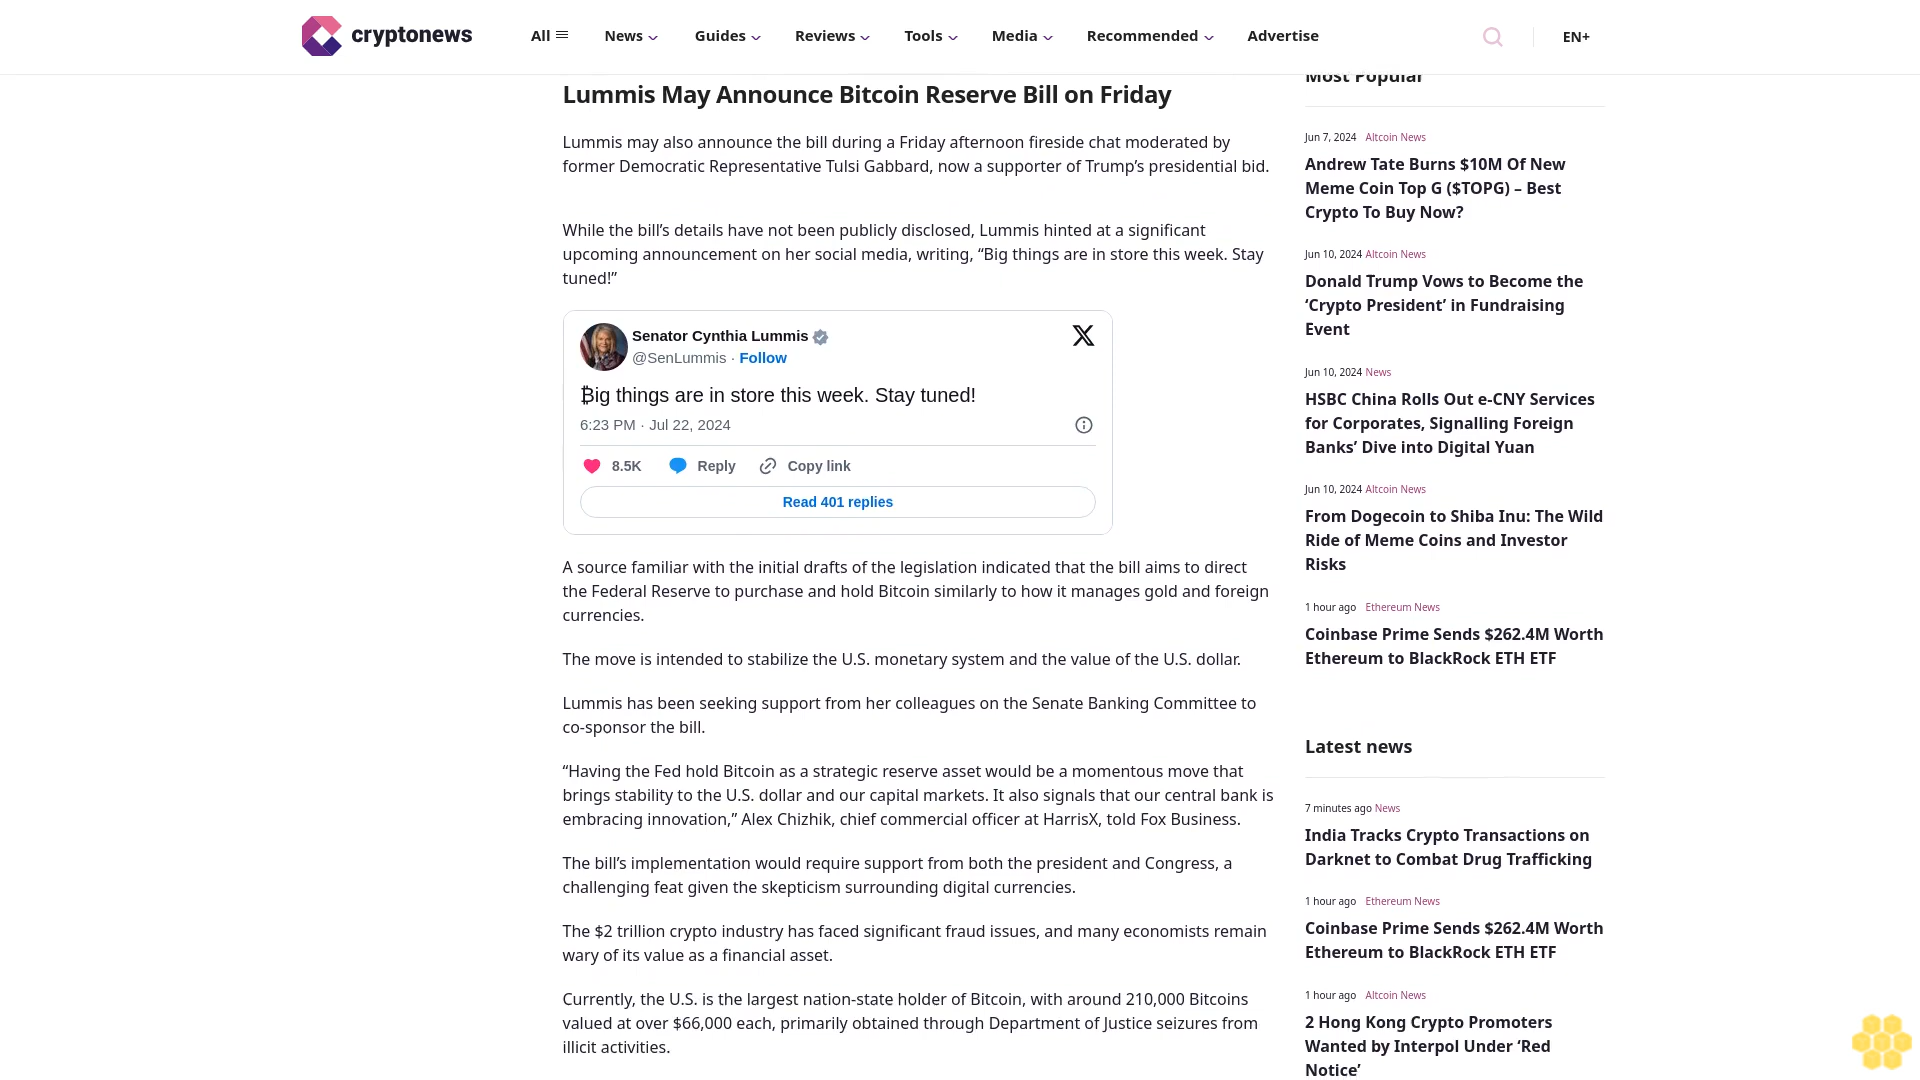 cryptonews
All
News
Guides
Reviews
Tools
Media
Recommended
Advertise
EN+
Lummis May Announce Bitcoin Reserve Bill on Friday
Lummis may also announce the bill during a Friday afternoon fireside chat moderated by
former Democratic Representative Tulsi Gabbard, now a supporter of Trump’s presidential bid.
While the bill’s details have not been publicly disclosed, Lummis hinted at a significant
upcoming announcement on her social media, writing, “Big things are in store this week. Stay
tuned!”
Senator Cynthia Lummis
@SenLummis · Follow
₿ig things are in store this week. Stay tuned!
6:23 PM · Jul 22, 2024
8.5K
Reply
Copy link
Read 401 replies
A source familiar with the initial drafts of the legislation indicated that the bill aims to direct
the Federal Reserve to purchase and hold Bitcoin similarly to how it manages gold and foreign
currencies.
The move is intended to stabilize the U.S. monetary system and the value of the U.S. dollar.
Lummis has been seeking support from her colleagues on the Senate Banking Committee to
co-sponsor the bill.
“Having the Fed hold Bitcoin as a strategic reserve asset would be a momentous move that
brings stability to the U.S. dollar and our capital markets. It also signals that our central bank is
embracing innovation,” Alex Chizhik, chief commercial officer at HarrisX, told Fox Business.
The bill’s implementation would require support from both the president and Congress, a
challenging feat given the skepticism surrounding digital currencies.
The $2 trillion crypto industry has faced significant fraud issues, and many economists remain
wary of its value as a financial asset.
Currently, the U.S. is the largest nation-state holder of Bitcoin, with around 210,000 Bitcoins
valued at over $66,000 each, primarily obtained through Department of Justice seizures from
illicit activities.
Most Popular
Jun 7, 2024 Altcoin News
Andrew Tate Burns $10M Of New
Meme Coin Top G ($TOPG) – Best
Crypto To Buy Now?
Jun 10, 2024 Altcoin News
Donald Trump Vows to Become the
‘Crypto President’ in Fundraising
Event
Jun 10, 2024 News
HSBC China Rolls Out e-CNY Services
for Corporates, Signalling Foreign
Banks’ Dive into Digital Yuan
Jun 10, 2024 Altcoin News
From Dogecoin to Shiba Inu: The Wild
Ride of Meme Coins and Investor
Risks
1 hour ago Ethereum News
Coinbase Prime Sends $262.4M Worth
Ethereum to BlackRock ETH ETF
Latest news
7 minutes ago News
India Tracks Crypto Transactions on
Darknet to Combat Drug Trafficking
1 hour ago Ethereum News
Coinbase Prime Sends $262.4M Worth
Ethereum to BlackRock ETH ETF
1 hour ago Altcoin News
2 Hong Kong Crypto Promoters
Wanted by Interpol Under ‘Red
Notice’